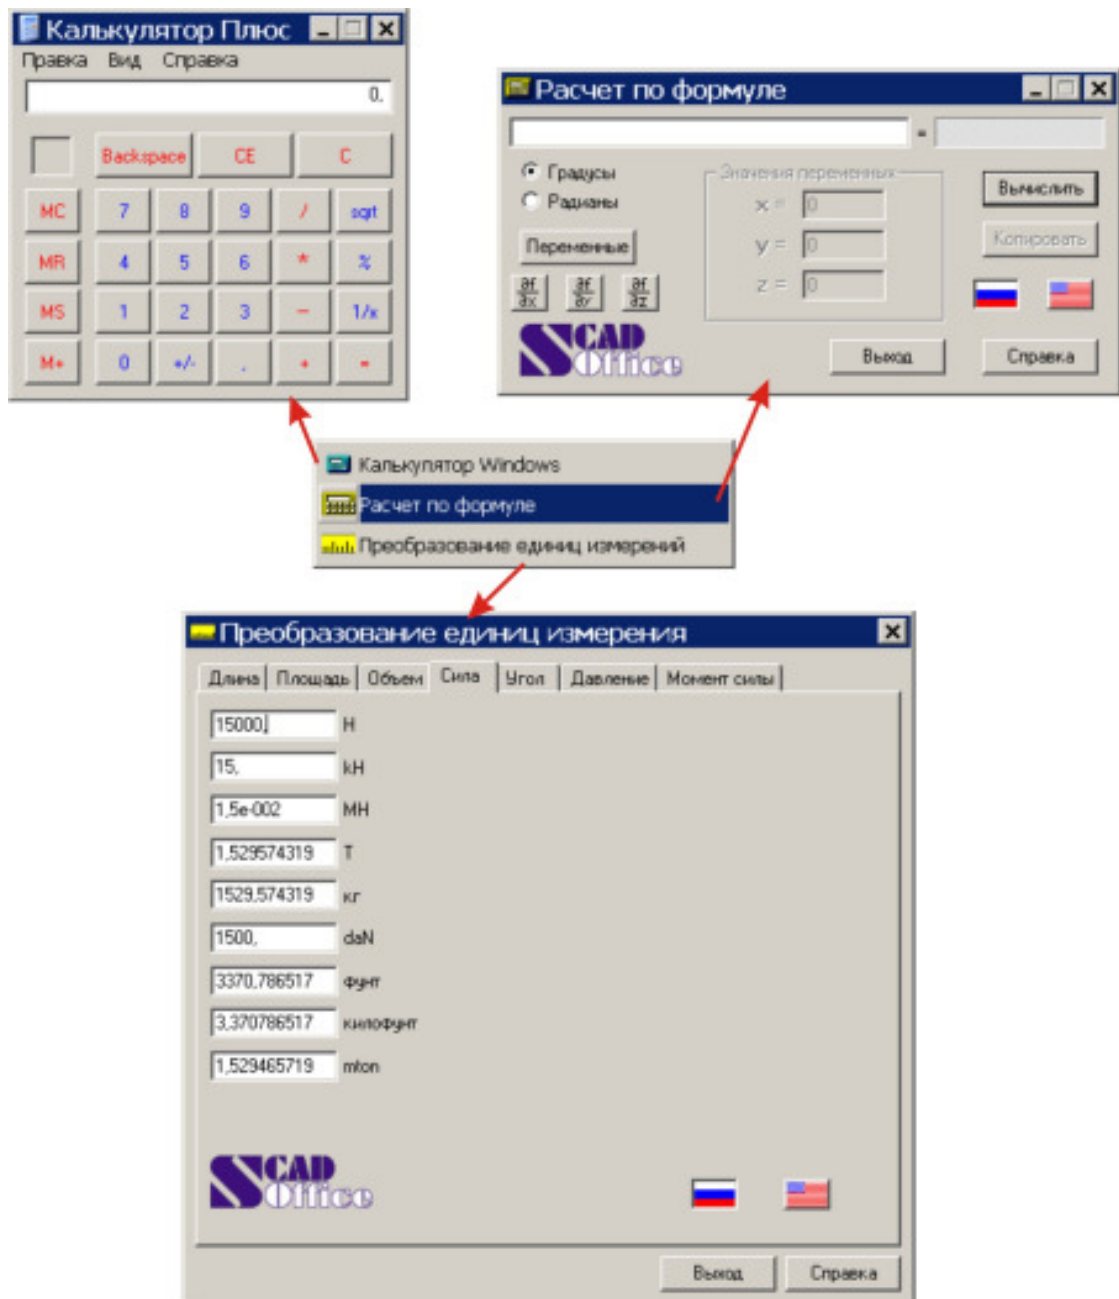 Калькулятор Плюс
Правка Вид Справка
0,
Backspace CE C
MC 7 8 9 / sqrt
MR 4 5 6 * %
MS 1 2 3 - 1/x
M+ 0 +/- , + =
Расчет по формуле
=
Градусы
Радианы
Переменные
∂f/∂x ∂f/∂y ∂f/∂z
Значения переменных
x = 0
y = 0
z = 0
Вычислить
Копировать
SCAD Office
Выход Справка
Калькулятор Windows
Расчет по формуле
Преобразование единиц измерений
Преобразование единиц измерения
Длина Площадь Объем Сила Угол Давление Момент силы
15000, Н
15, kН
1,5e-002 МН
1,529574319 Т
1529,574319 кг
1500, daN
3370,786517 фунт
3,370786517 килофунт
1,529465719 mton
SCAD Office
Выход Справка